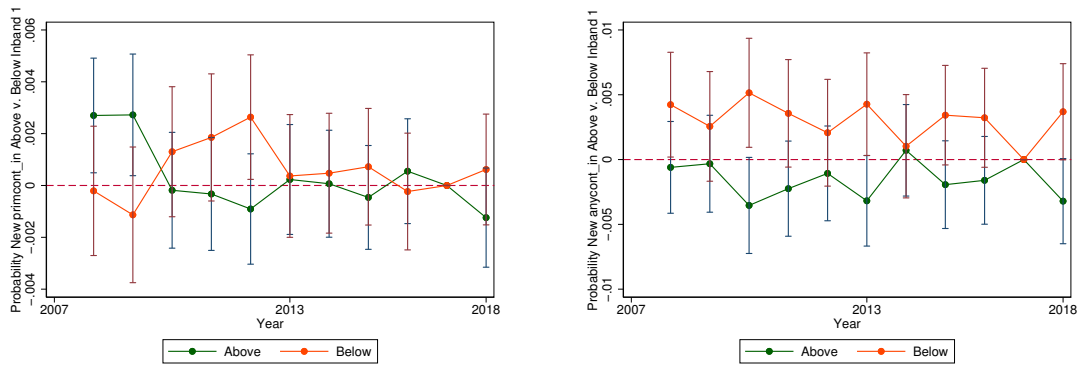 Probability New primcont_in Above v. Below Inband 1
.006
.004
.002
0
-.002
-.004
2007
2013
2018
Year
Above
Below
Probability New anycont_in Above v. Below Inband 1
.01
.005
0
-.005
-.01
2007
2013
2018
Year
Above
Below